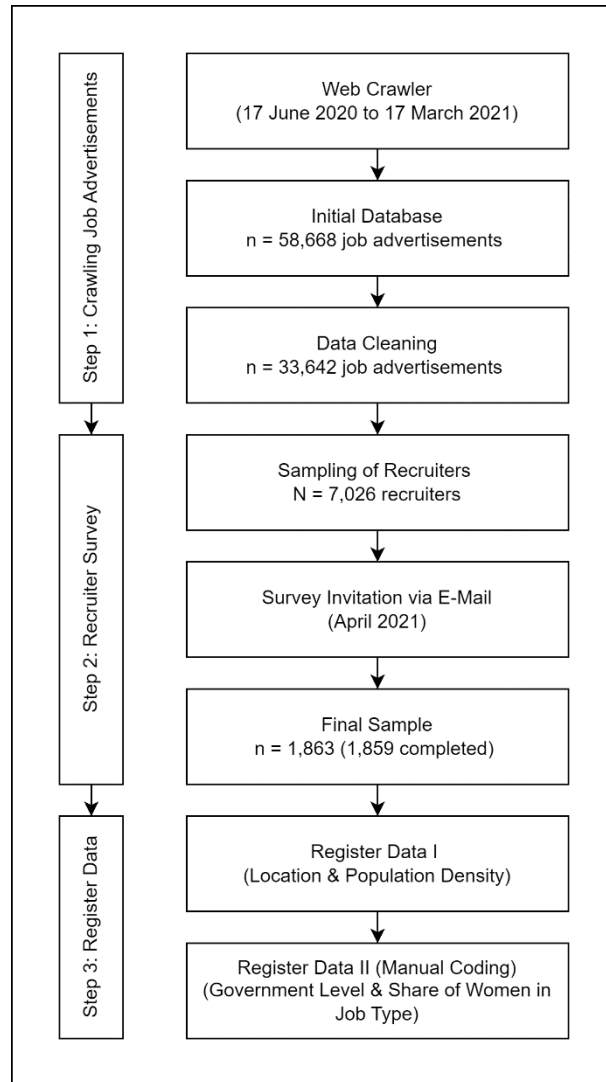 Step 1: Crawling Job Advertisements
Web Crawler
(17 June 2020 to 17 March 2021)
Initial Database
n = 58,668 job advertisements
Data Cleaning
n = 33,642 job advertisements
Step 2: Recruiter Survey
Sampling of Recruiters
N = 7,026 recruiters
Survey Invitation via E-Mail
(April 2021)
Final Sample
n = 1,863 (1,859 completed)
Step 3: Register Data
Register Data I
(Location & Population Density)
Register Data II (Manual Coding)
(Government Level & Share of Women in
Job Type)